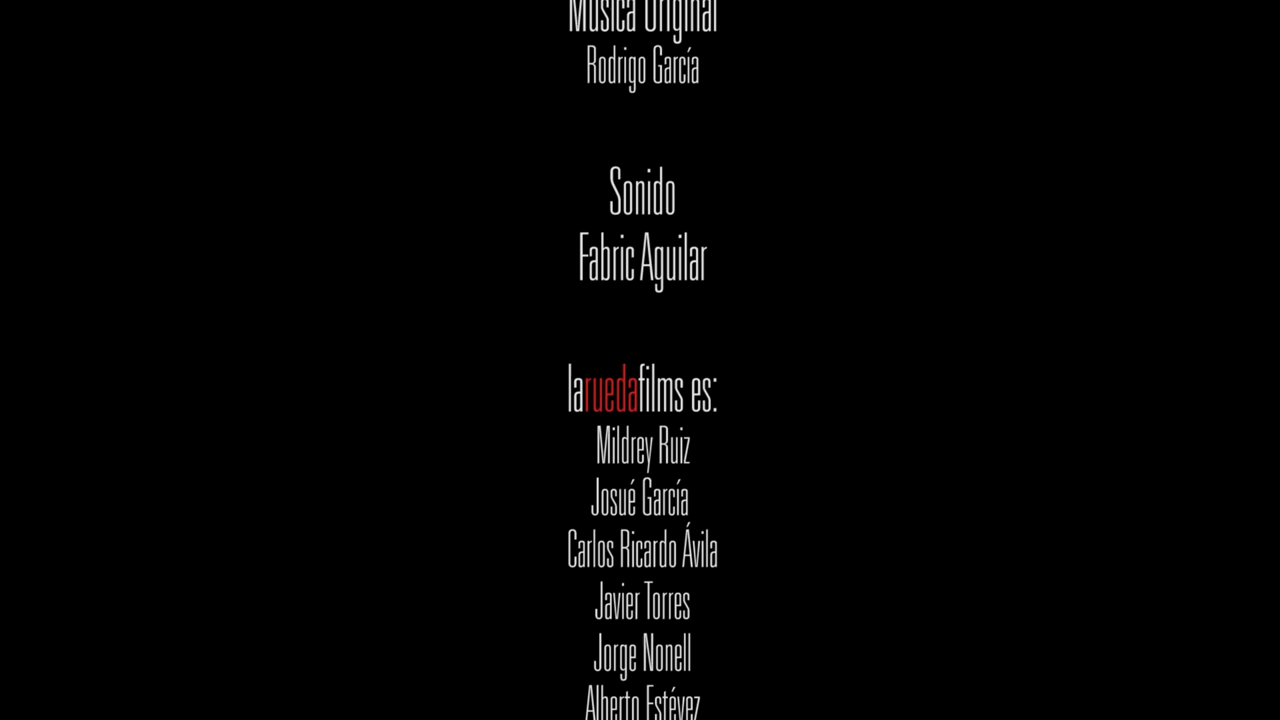 Música Original
Rodrigo García
Sonido
Fabric Aguilar
laruedafilms es:
Mildrey Ruiz
Josué García
Carlos Ricardo Ávila
Javier Torres
Jorge Nonell
Alberto Estévez